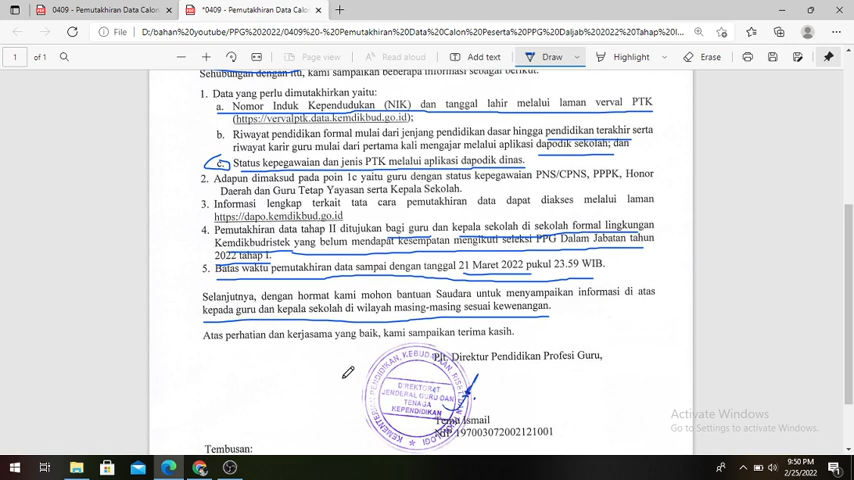 0409 - Pemutakhiran Data Calon
*0409 - Pemutakhiran Data Calon
File
D:/bahan%20youtube/PPG%202022/0409%20-%20Pemutakhiran%20Data%20Calon%20Peserta%20PPG%20Daljab%202022%20Tahap%20I...
1 of 1
Page view
Read aloud
Add text
Draw
Highlight
Erase
Sehubungan dengan itu, kami sampaikan beberapa informasi sebagai berikut:
1. Data yang perlu dimutakhirkan yaitu:
a. Nomor Induk Kependudukan (NIK) dan tanggal lahir melalui laman verval PTK
(https://vervalptk.data.kemdikbud.go.id);
b. Riwayat pendidikan formal mulai dari jenjang pendidikan dasar hingga pendidikan terakhir serta
riwayat karir guru mulai dari pertama kali mengajar melalui aplikasi dapodik sekolah; dan
c. Status kepegawaian dan jenis PTK melalui aplikasi dapodik dinas.
2. Adapun dimaksud pada poin 1c yaitu guru dengan status kepegawaian PNS/CPNS, PPPK, Honor
Daerah dan Guru Tetap Yayasan serta Kepala Sekolah.
3. Informasi lengkap terkait tata cara pemutakhiran data dapat diakses melalui laman
https://dapo.kemdikbud.go.id
4. Pemutakhiran data tahap II ditujukan bagi guru dan kepala sekolah di sekolah formal lingkungan
Kemdikbudristek yang belum mendapat kesempatan mengikuti seleksi PPG Dalam Jabatan tahun
2022 tahap I.
5. Batas waktu pemutakhiran data sampai dengan tanggal 21 Maret 2022 pukul 23.59 WIB.
Selanjutnya, dengan hormat kami mohon bantuan Saudara untuk menyampaikan informasi di atas
kepada guru dan kepala sekolah di wilayah masing-masing sesuai kewenangan.
Atas perhatian dan kerjasama yang baik, kami sampaikan terima kasih.
Plt. Direktur Pendidikan Profesi Guru,
KEMENTERIAN PENDIDIKAN, KEBUDAYAAN, RISET DAN
DIREKTORAT
JENDERAL GURU DAN
TENAGA
KEPENDIDIKAN
Temu Ismail
NIP 197003072002121001
Tembusan:
Activate Windows
Go to Settings to activate Windows.
9:50 PM
2/25/2022